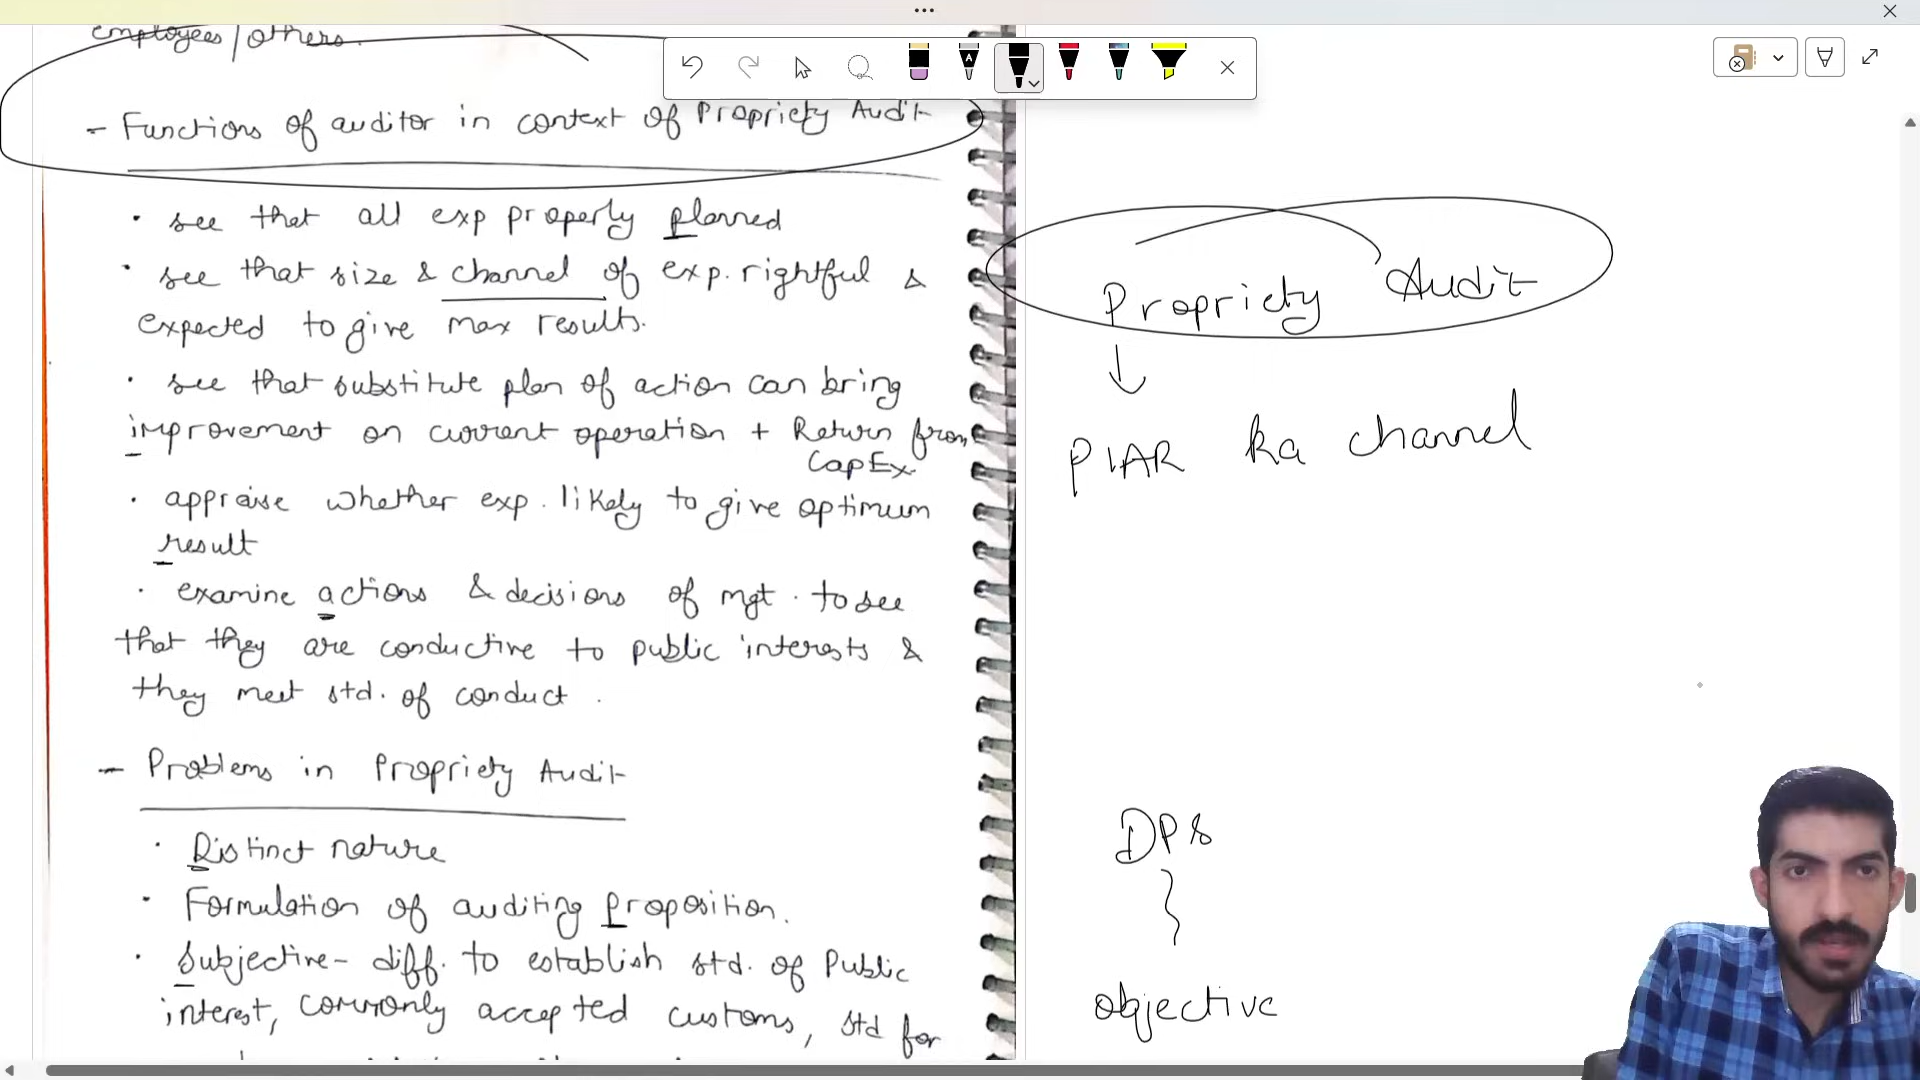 employees/others.
- Functions of auditor in context of Propriety Audit
• see that all exp properly planned
• see that size & channel of exp. rightful &
expected to give max results.
• see that substitute plan of action can bring
improvement on current operation + Return from
CapEx.
• appraise whether exp. likely to give optimum
result
• examine actions & decisions of mgt. to see
that they are conductive to public interests &
they meet std. of conduct.
- Problems in Propriety Audit
• Distinct nature
• Formulation of auditing Proposition.
• Subjective - diff. to establish std. of Public
interest, commonly accepted customs, std for
Propriety Audit
PIAR ka channel
DPS
objective